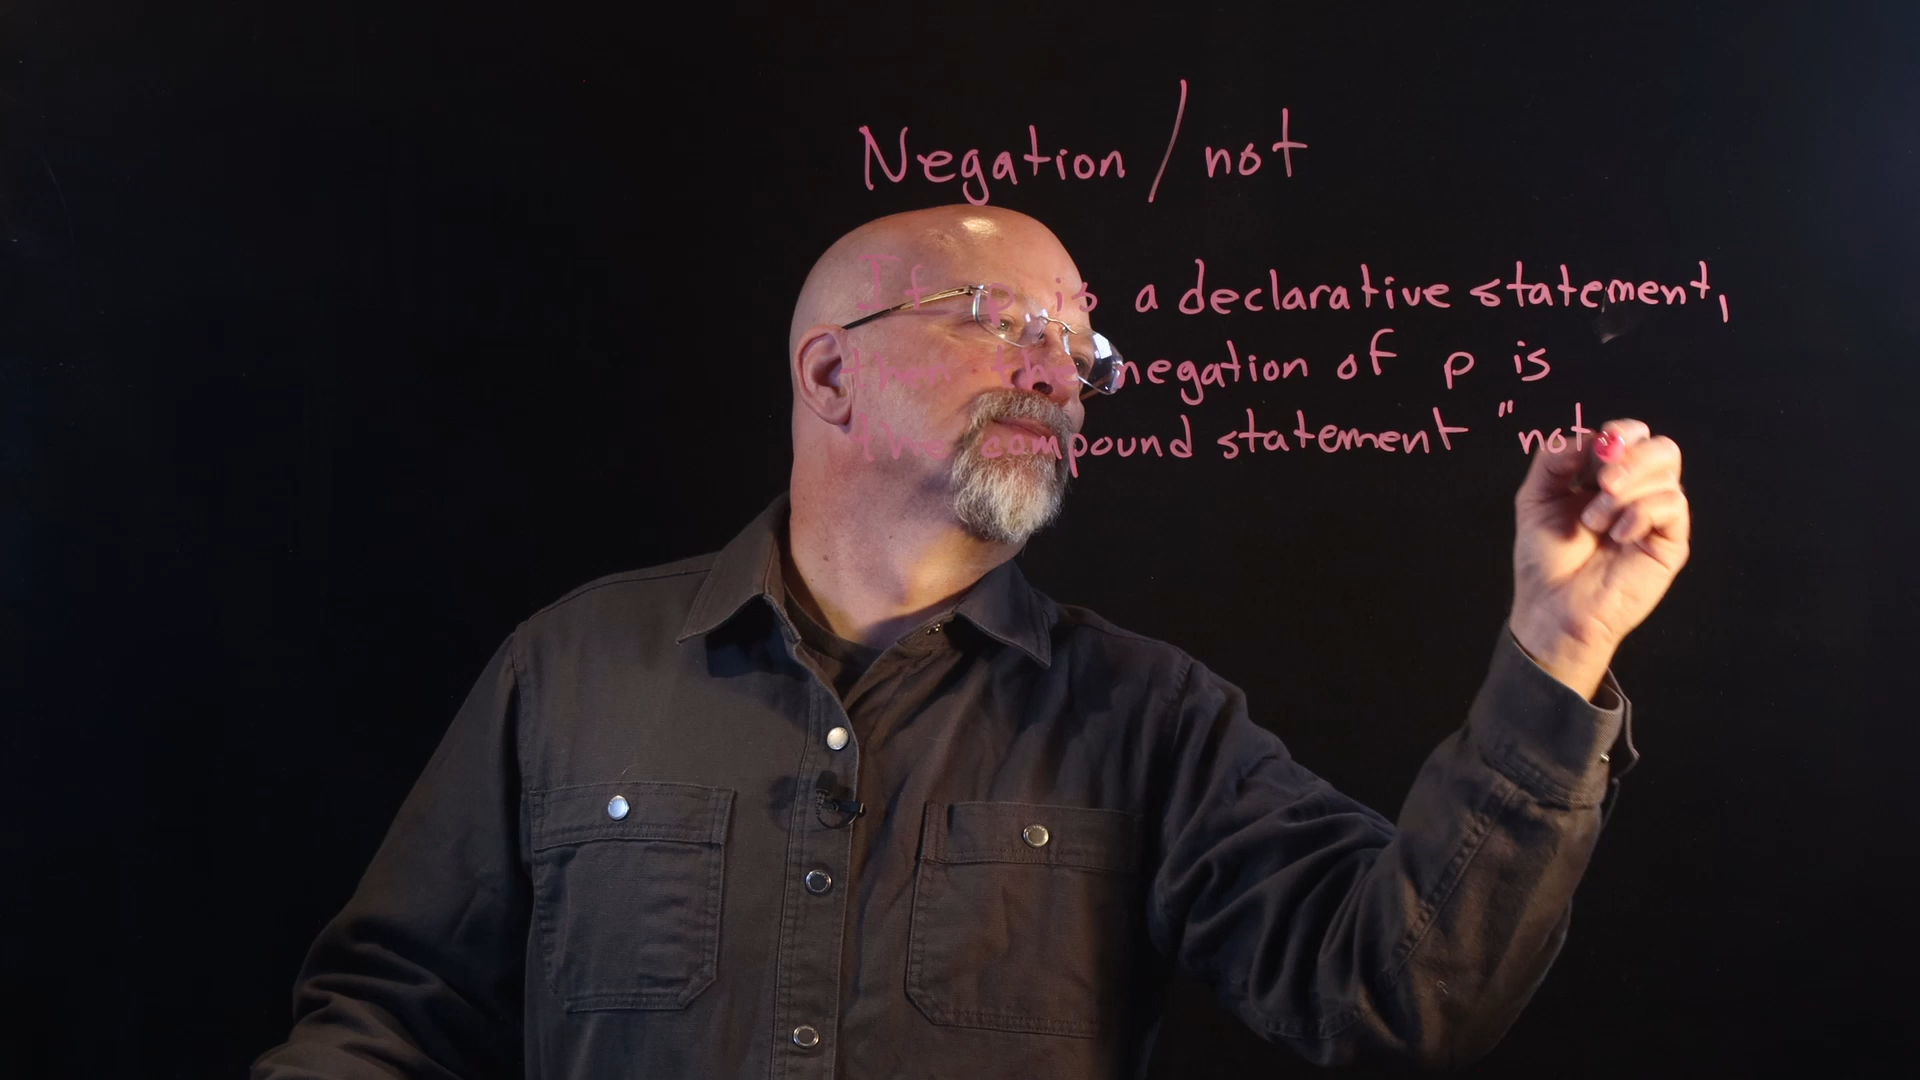 Negation / not
If p is a declarative statement,
then the negation of p is
the compound statement "not